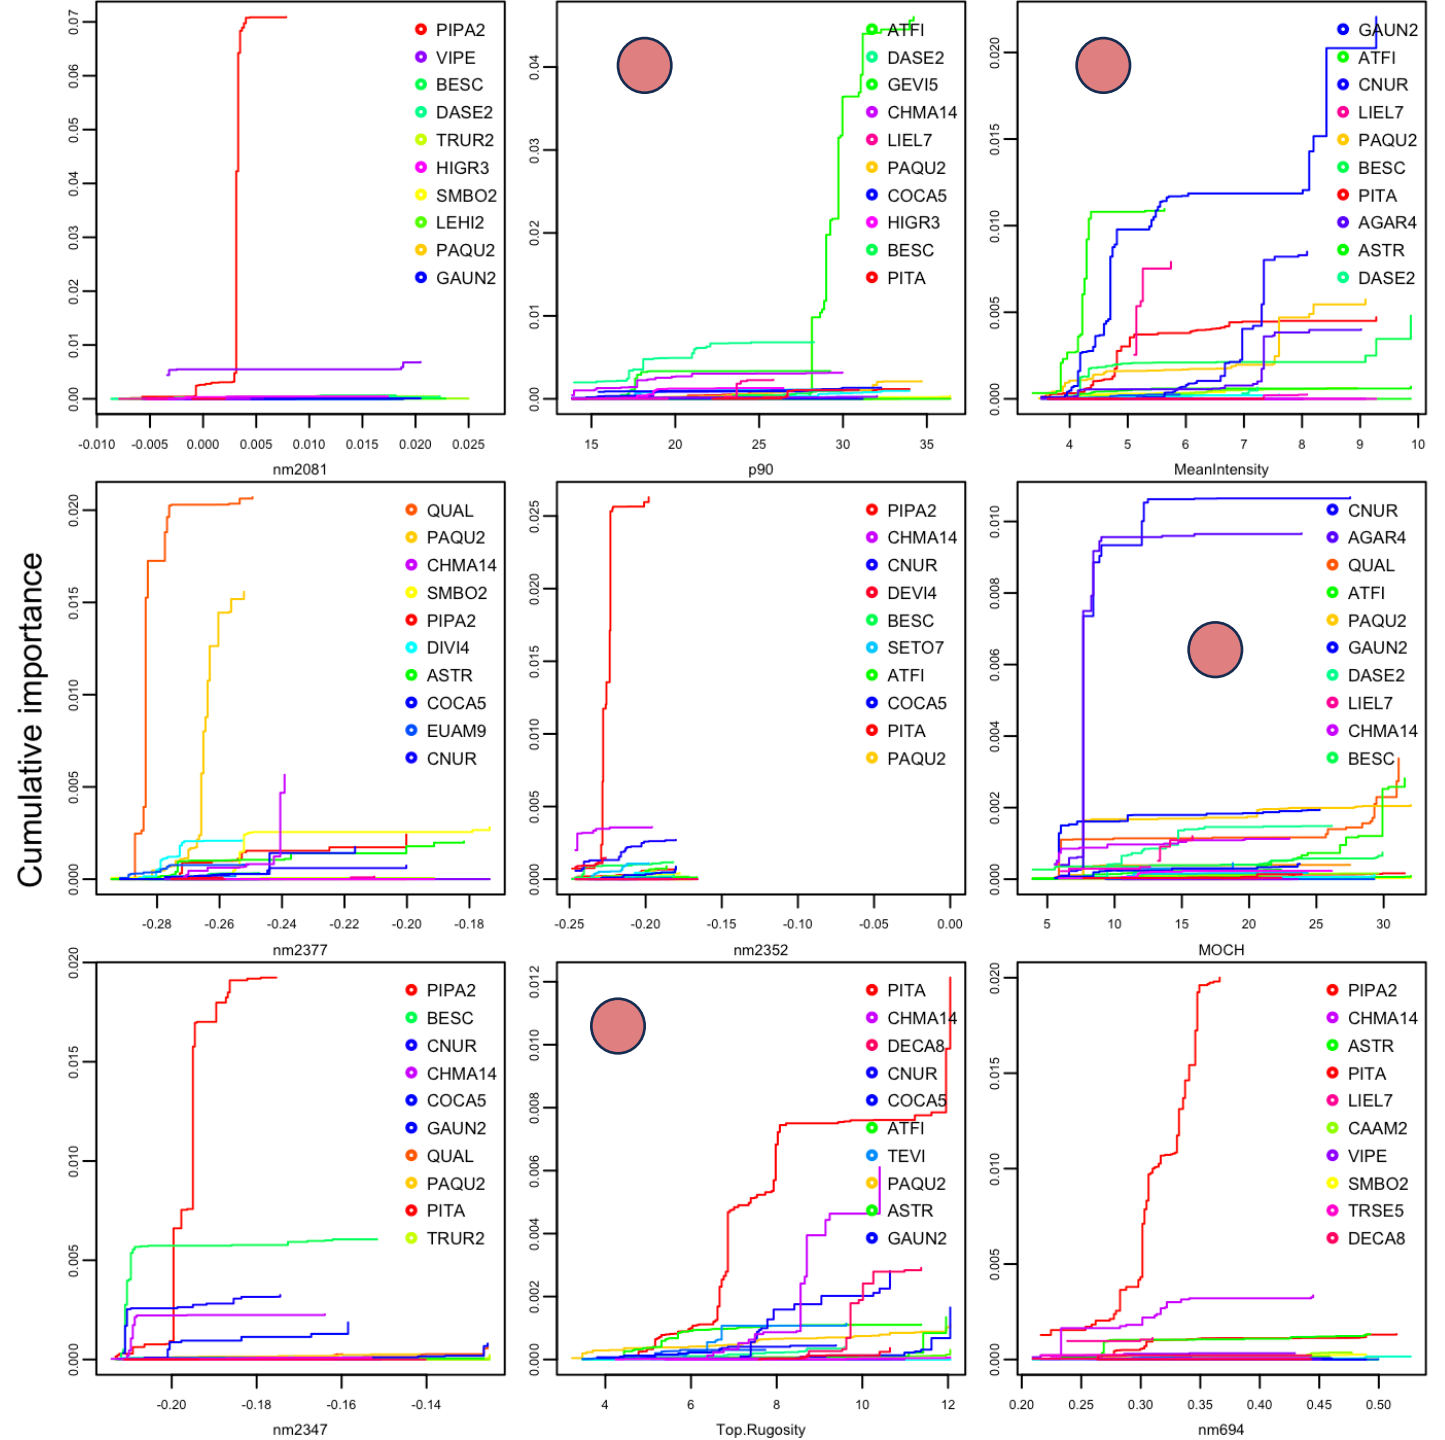 Cumulative importance
0.00 0.01 0.02 0.03 0.04 0.05 0.06 0.07
PIPA2
VIPE
BESC
DASE2
TRUR2
HIGR3
SMBO2
LEHI2
PAQU2
GAUN2
-0.010 -0.005 0.000 0.005 0.010 0.015 0.020 0.025
nm2081
0.00 0.01 0.02 0.03 0.04
ATFI
DASE2
GEVI5
CHMA14
LIEL7
PAQU2
COCA5
HIGR3
BESC
PITA
15 20 25 30 35
p90
0.000 0.005 0.010 0.015 0.020
GAUN2
ATFI
CNUR
LIEL7
PAQU2
BESC
PITA
AGAR4
ASTR
DASE2
4 5 6 7 8 9 10
MeanIntensity
0.000 0.005 0.010 0.015 0.020
QUAL
PAQU2
CHMA14
SMBO2
PIPA2
DIVI4
ASTR
COCA5
EUAM9
CNUR
-0.28 -0.26 -0.24 -0.22 -0.20 -0.18
nm2377
0.000 0.005 0.010 0.015 0.020 0.025
PIPA2
CHMA14
CNUR
DEVI4
BESC
SETO7
ATFI
COCA5
PITA
PAQU2
-0.25 -0.20 -0.15 -0.10 -0.05 0.00
nm2352
0.000 0.002 0.004 0.006 0.008 0.010
CNUR
AGAR4
QUAL
ATFI
PAQU2
GAUN2
DASE2
LIEL7
CHMA14
BESC
5 10 15 20 25 30
MOCH
0.000 0.005 0.010 0.015 0.020
PIPA2
BESC
CNUR
CHMA14
COCA5
GAUN2
QUAL
PAQU2
PITA
TRUR2
-0.20 -0.18 -0.16 -0.14
nm2347
0.000 0.002 0.004 0.006 0.008 0.010 0.012
PITA
CHMA14
DECA8
CNUR
COCA5
ATFI
TEVI
PAQU2
ASTR
GAUN2
4 6 8 10 12
Top.Rugosity
0.000 0.005 0.010 0.015 0.020
PIPA2
CHMA14
ASTR
PITA
LIEL7
CAAM2
VIPE
SMBO2
TRSE5
DECA8
0.20 0.25 0.30 0.35 0.40 0.45 0.50
nm694